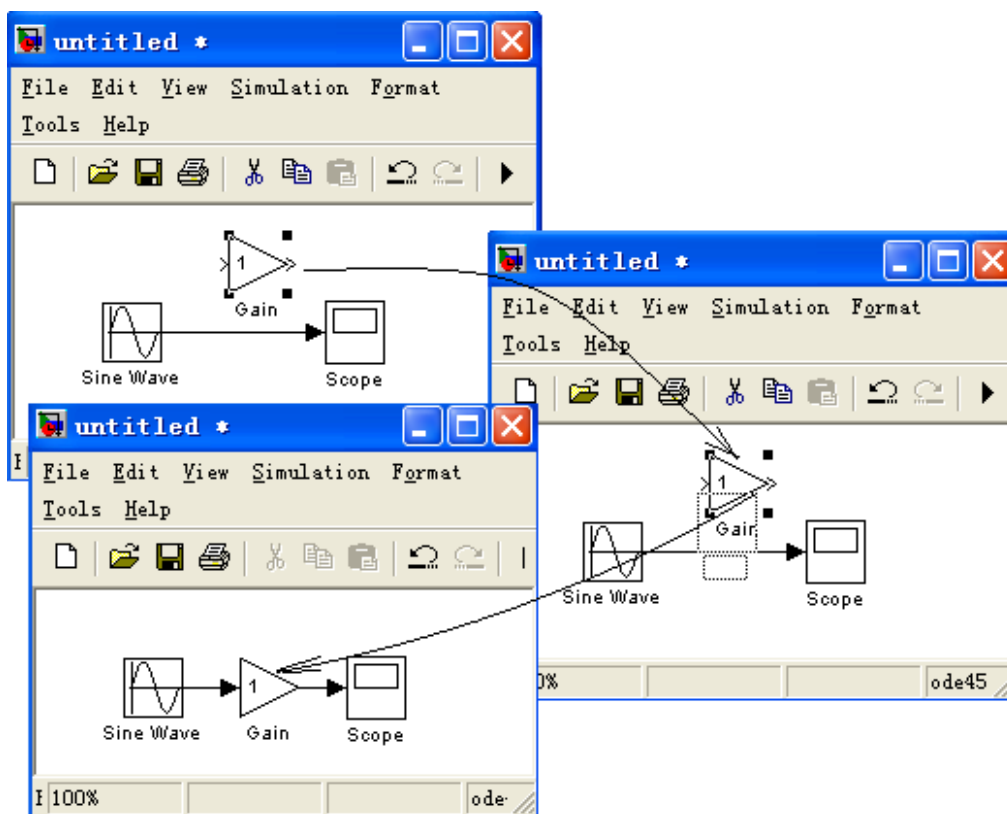 untitled *
File Edit View Simulation Format
Tools Help
1
Gain
Sine Wave Scope
untitled *
File Edit View Simulation Format
Tools Help
1
Gain
Sine Wave Scope
0% ode45
untitled *
File Edit View Simulation Format
Tools Help
1
Sine Wave Gain Scope
100% ode